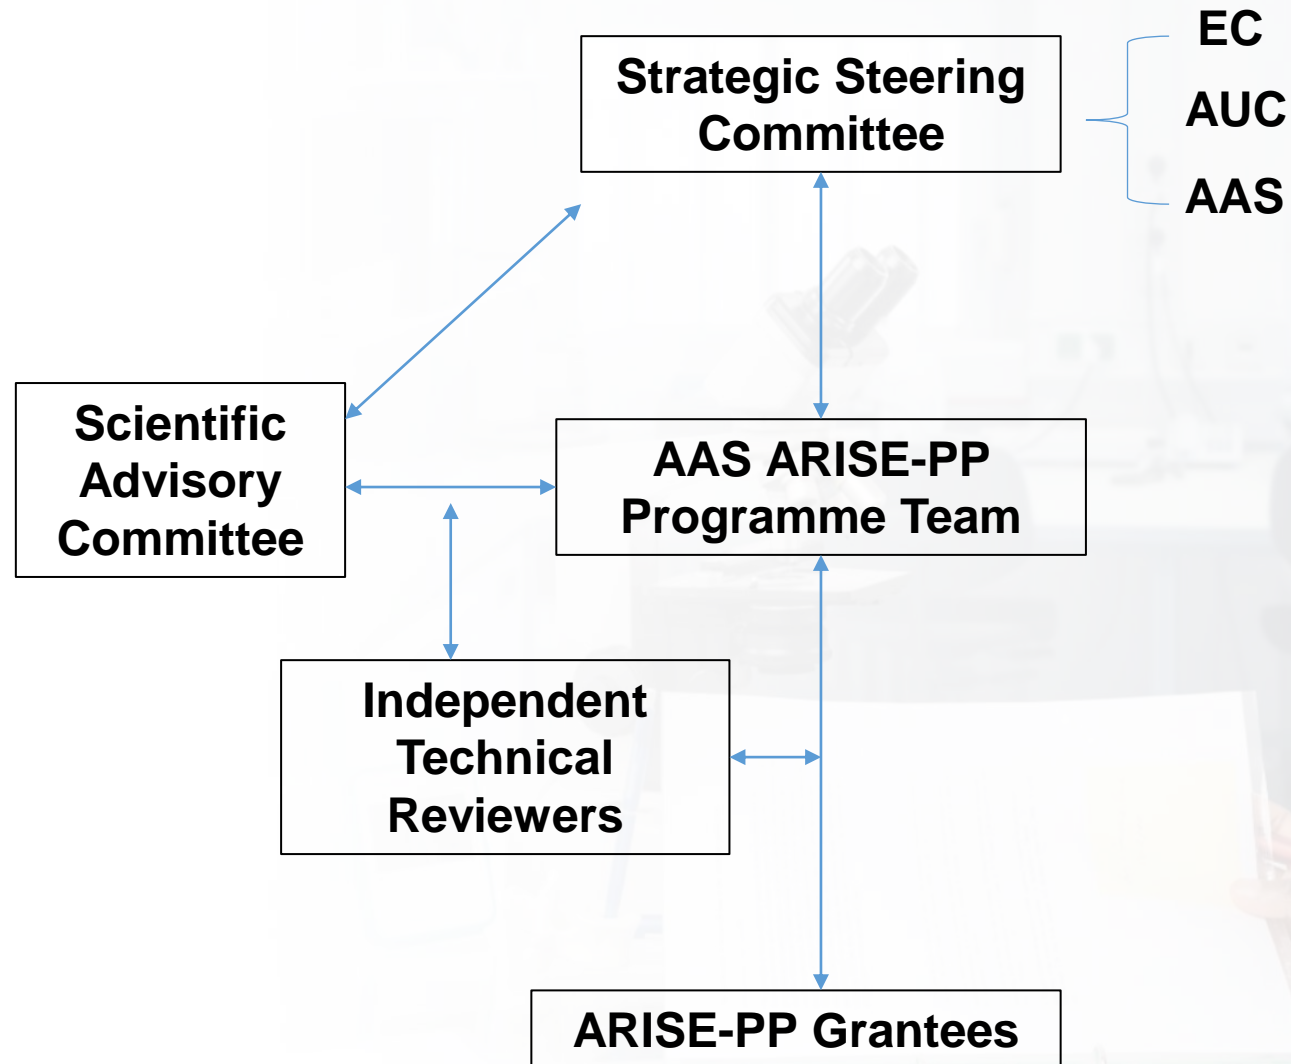 EC
Strategic Steering
Committee
AUC
AAS
Scientific
Advisory
Committee
AAS ARISE-PP
Programme Team
Independent
Technical
Reviewers
ARISE-PP Grantees